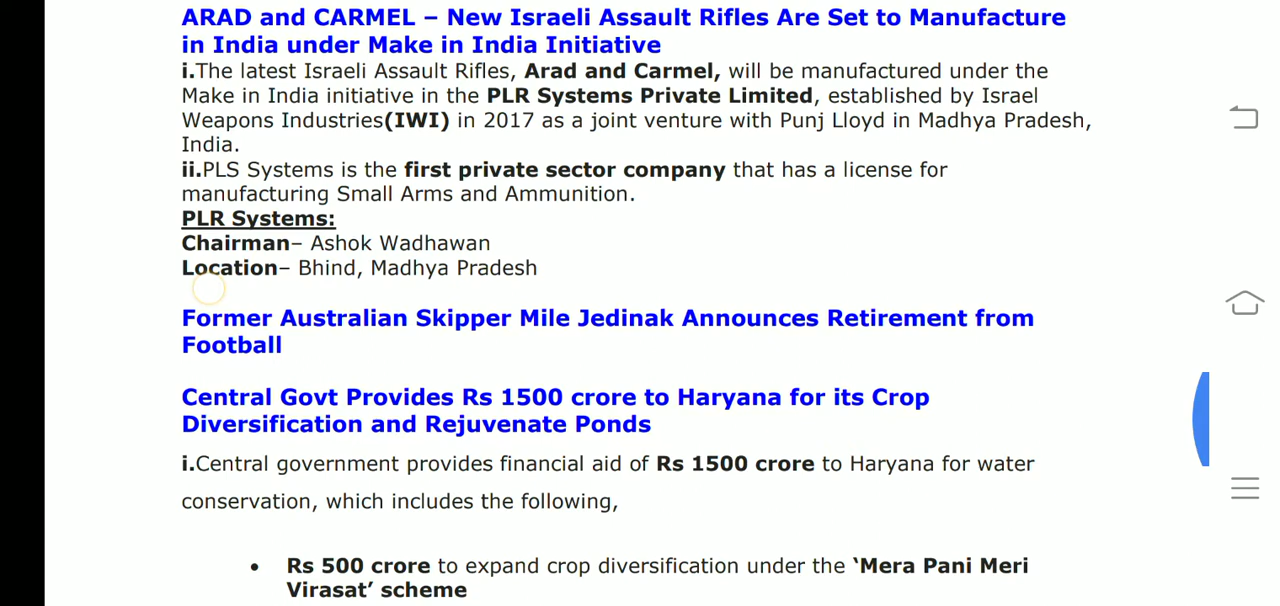 ARAD and CARMEL – New Israeli Assault Rifles Are Set to Manufacture
in India under Make in India Initiative
i.The latest Israeli Assault Rifles, Arad and Carmel, will be manufactured under the
Make in India initiative in the PLR Systems Private Limited, established by Israel
Weapons Industries(IWI) in 2017 as a joint venture with Punj Lloyd in Madhya Pradesh,
India.
ii.PLS Systems is the first private sector company that has a license for
manufacturing Small Arms and Ammunition.
PLR Systems:
Chairman– Ashok Wadhawan
Location– Bhind, Madhya Pradesh
Former Australian Skipper Mile Jedinak Announces Retirement from
Football
Central Govt Provides Rs 1500 crore to Haryana for its Crop
Diversification and Rejuvenate Ponds
i.Central government provides financial aid of Rs 1500 crore to Haryana for water
conservation, which includes the following,
• Rs 500 crore to expand crop diversification under the ‘Mera Pani Meri
Virasat’ scheme